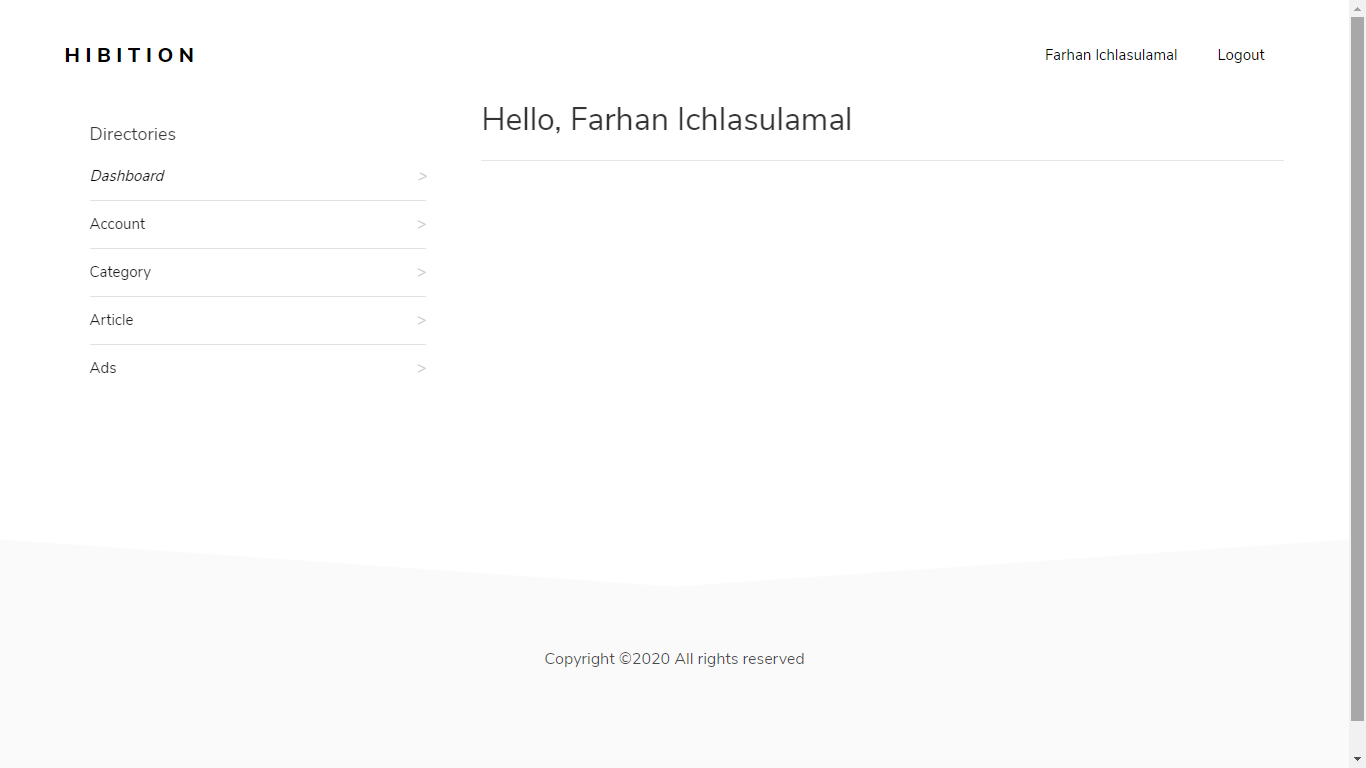 HIBITION
Farhan Ichlasulamal Logout
Hello, Farhan Ichlasulamal
Directories
Dashboard >
Account >
Category >
Article >
Ads >
Copyright ©2020 All rights reserved